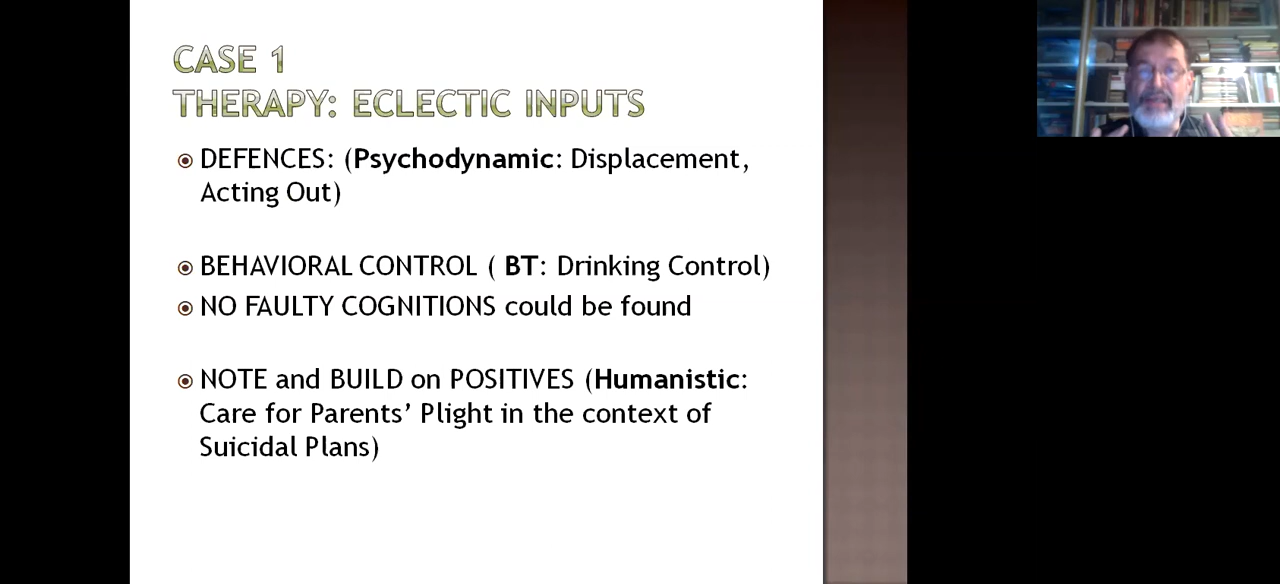 CASE 1
THERAPY: ECLECTIC INPUTS
DEFENCES: (Psychodynamic: Displacement,
Acting Out)
BEHAVIORAL CONTROL ( BT: Drinking Control)
NO FAULTY COGNITIONS could be found
NOTE and BUILD on POSITIVES (Humanistic:
Care for Parents’ Plight in the context of
Suicidal Plans)